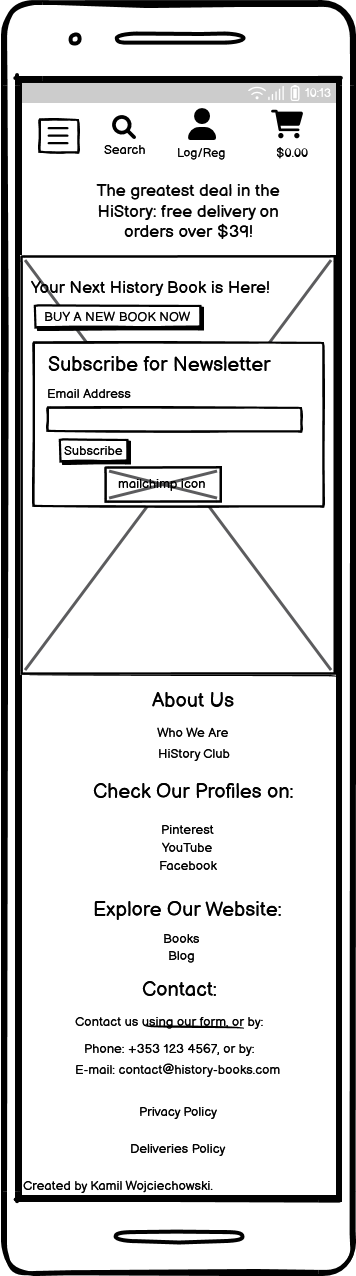 10:13
Search
Log/Reg
$0.00
The greatest deal in the
HiStory: free delivery on
orders over $39!
Your Next History Book is Here!
BUY A NEW BOOK NOW
Subscribe for Newsletter
Email Address
Subscribe
mailchimp icon
About Us
Who We Are
HiStory Club
Check Our Profiles on:
Pinterest
YouTube
Facebook
Explore Our Website:
Books
Blog
Contact:
Contact us using our form, or by:
Phone: +353 123 4567, or by:
E-mail: contact@history-books.com
Privacy Policy
Deliveries Policy
Created by Kamil Wojciechowski.